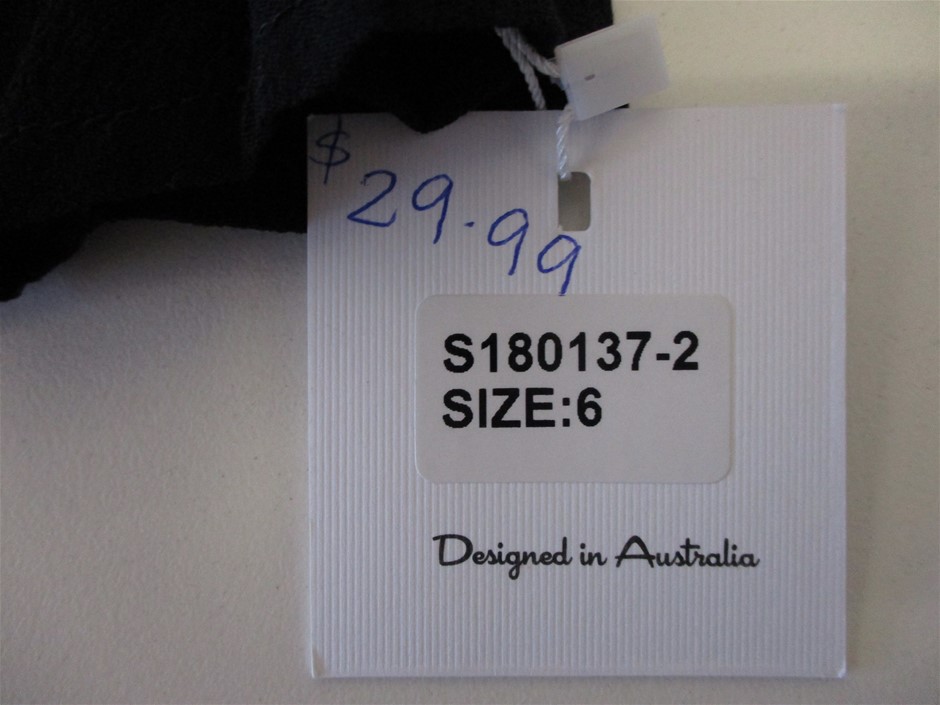 $29.99
S180137-2
SIZE:6
Designed in Australia